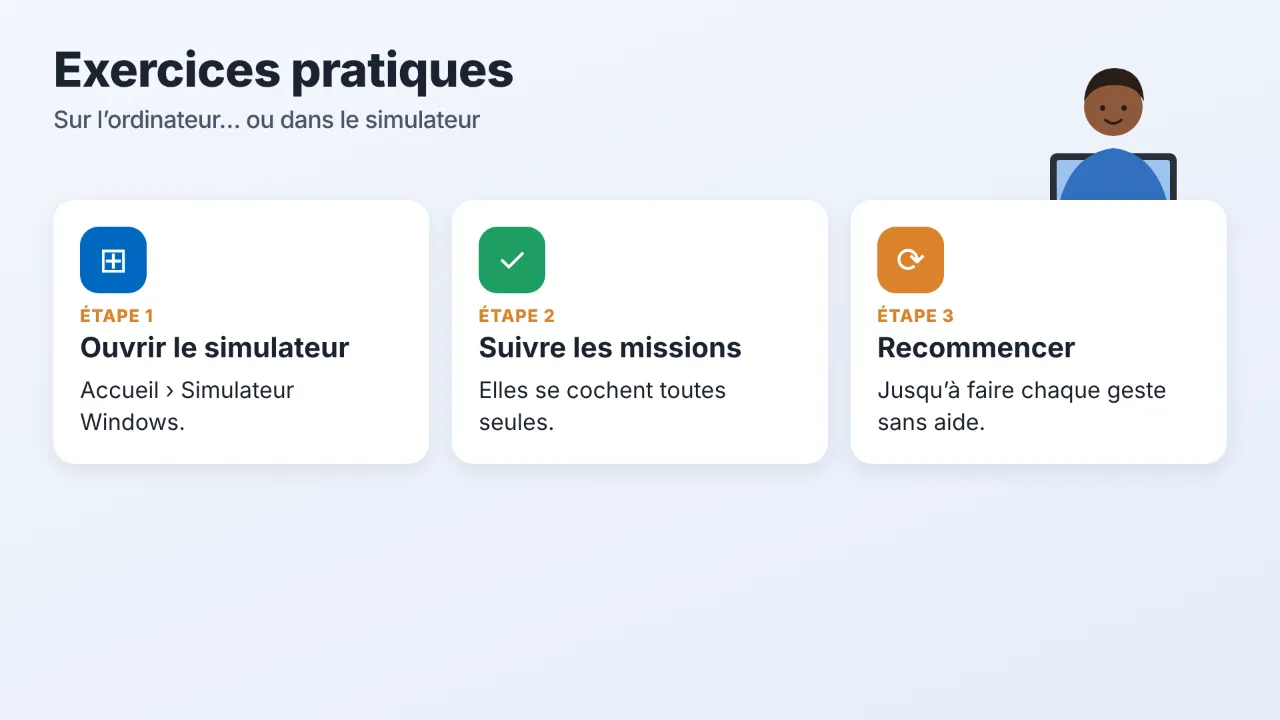 Exercices pratiques
Sur l’ordinateur… ou dans le simulateur
ÉTAPE 1
Ouvrir le simulateur
Accueil › Simulateur
Windows.
ÉTAPE 2
Suivre les missions
Elles se cochent toutes
seules.
ÉTAPE 3
Recommencer
Jusqu’à faire chaque geste
sans aide.